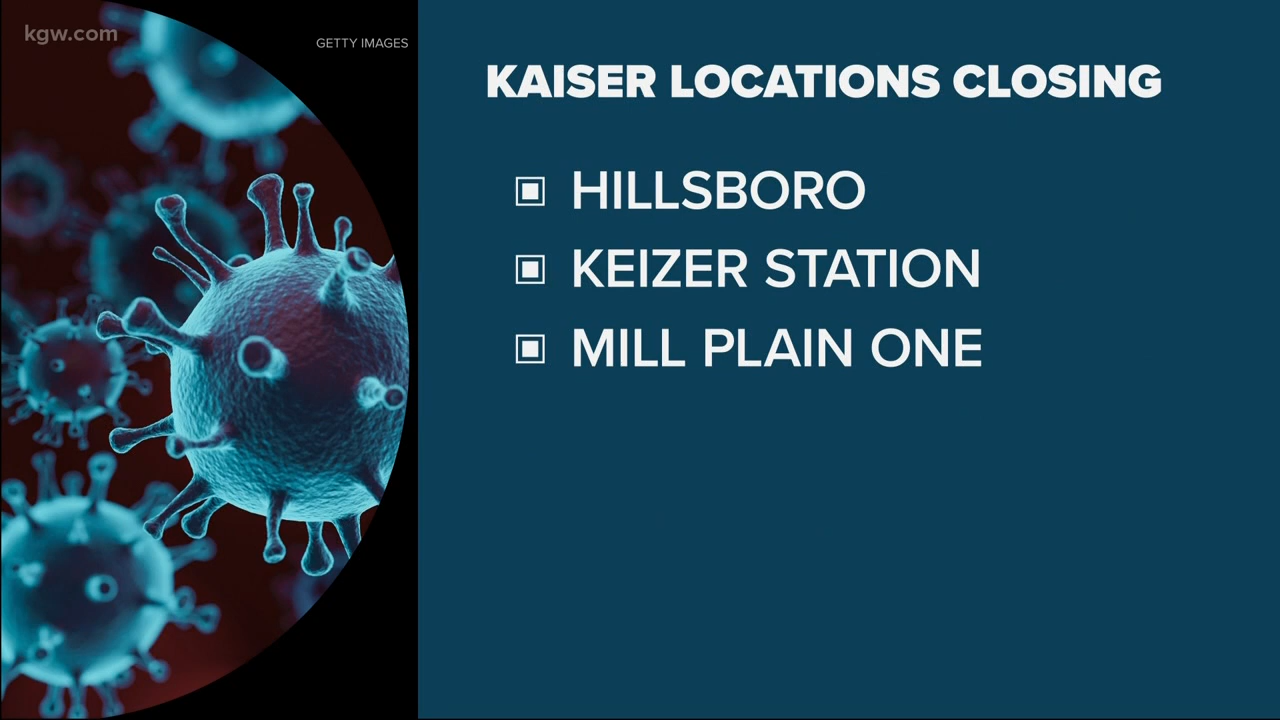 kgw.com
GETTY IMAGES
KAISER LOCATIONS CLOSING
HILLSBORO
KEIZER STATION
MILL PLAIN ONE